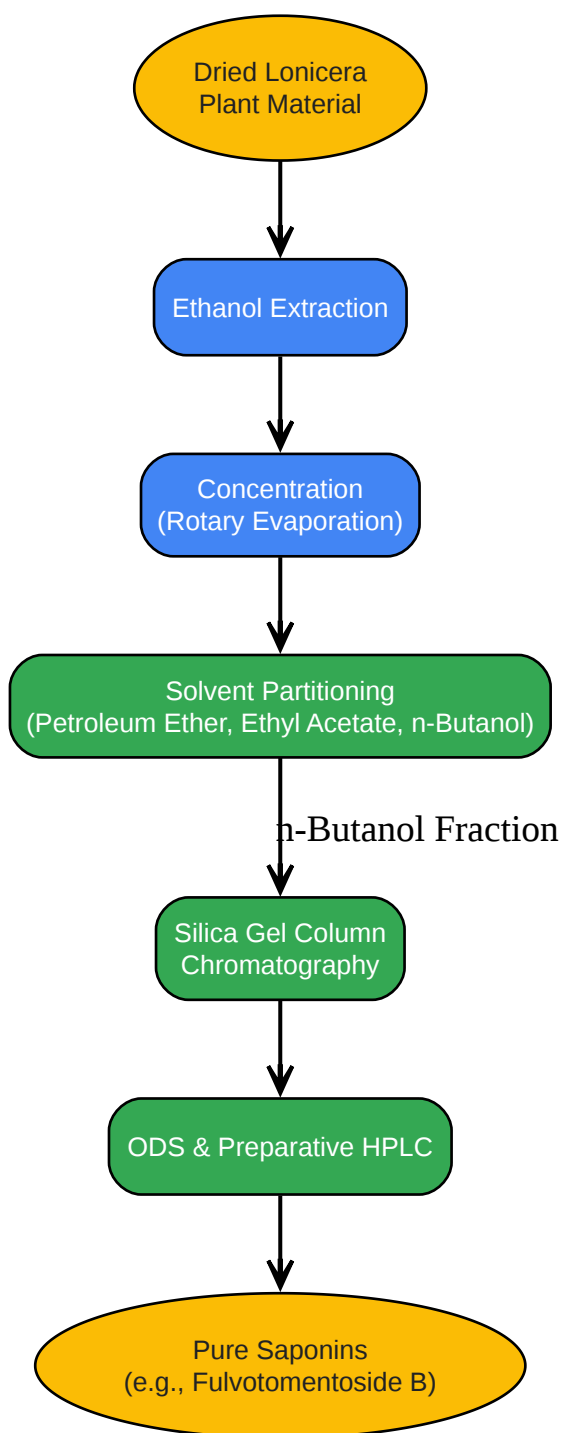 Dried Lonicera
Plant Material
Ethanol Extraction
Concentration
(Rotary Evaporation)
Solvent Partitioning
(Petroleum Ether, Ethyl Acetate, n-Butanol)
n-Butanol Fraction
Silica Gel Column
Chromatography
ODS & Preparative HPLC
Pure Saponins
(e.g., Fulvotomentoside B)